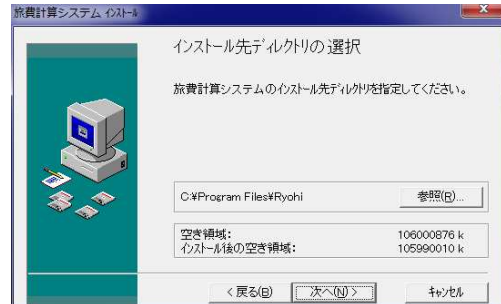 旅費計算システム インストール
インストール先ディレクトリの選択
旅費計算システムのインストール先ディレクトリを指定してください。
C:¥Program Files¥Ryohi
参照(R)...
空き領域: 106000876 k
インストール後の空き領域: 105990010 k
< 戻る(B)
次へ(N) >
キャンセル